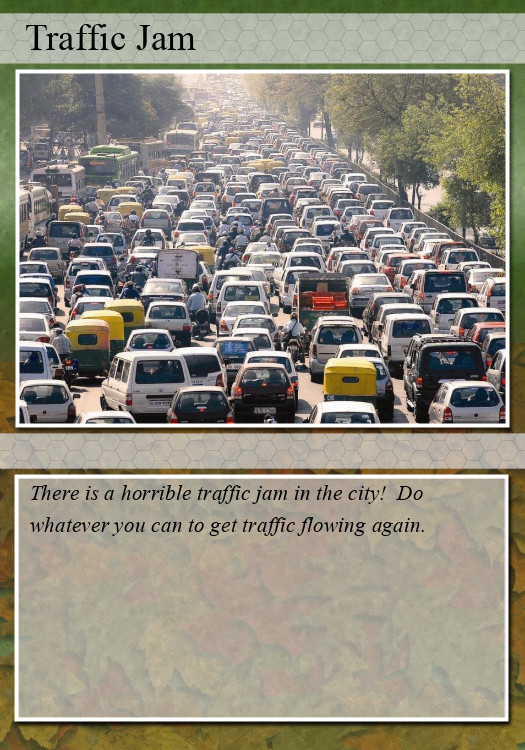 Traffic Jam
There is a horrible traffic jam in the city!  Do
whatever you can to get traffic flowing again.